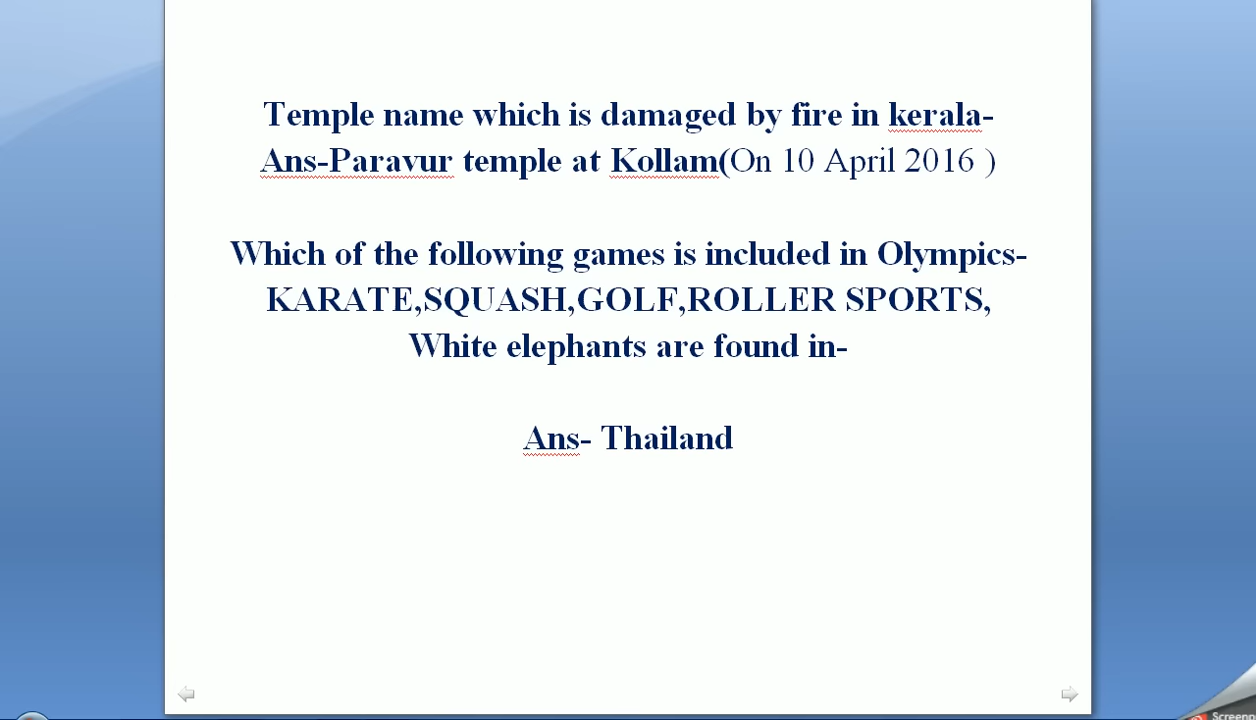 Temple name which is damaged by fire in kerala-
Ans-Paravur temple at Kollam(On 10 April 2016 )
Which of the following games is included in Olympics-
KARATE,SQUASH,GOLF,ROLLER SPORTS,
White elephants are found in-
Ans- Thailand